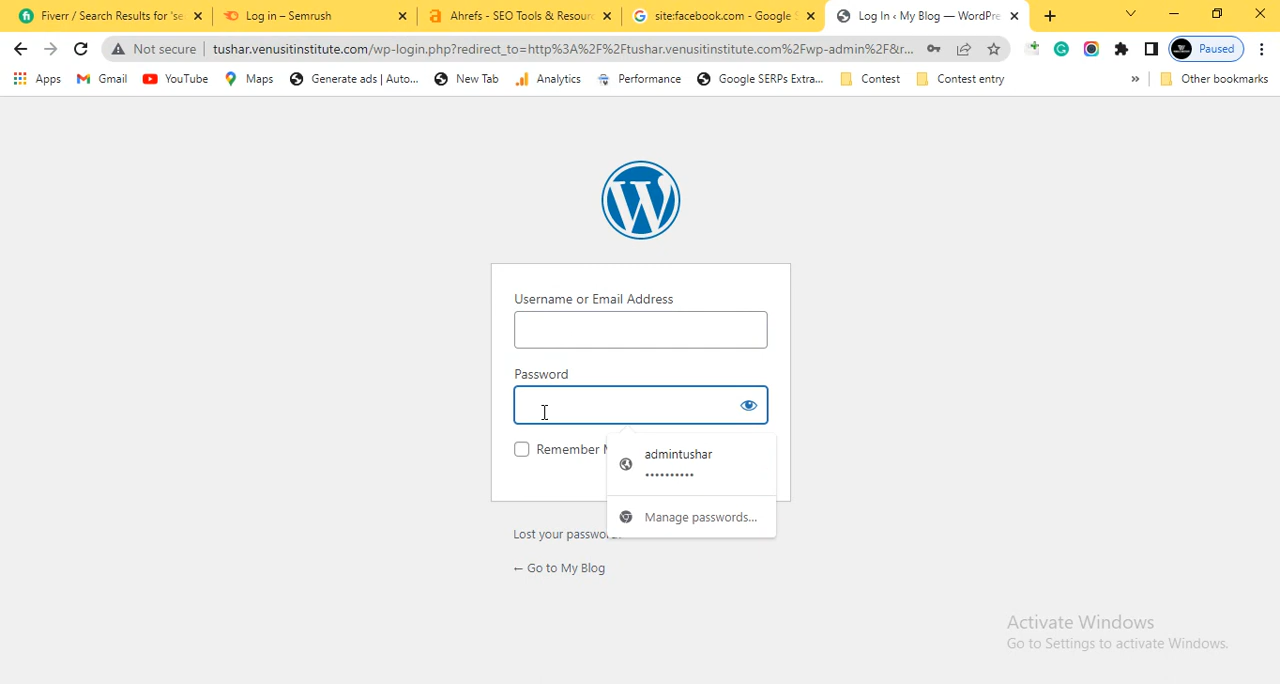 Fiverr / Search Results for 'se
Log in – Semrush
Ahrefs - SEO Tools & Resourc
site:facebook.com - Google S
Log In ‹ My Blog — WordPre
Not secure
tushar.venusitinstitute.com/wp-login.php?redirect_to=http%3A%2F%2Ftushar.venusitinstitute.com%2Fwp-admin%2F&r...
Paused
Apps
Gmail
YouTube
Maps
Generate ads | Auto...
New Tab
Analytics
Performance
Google SERPs Extra...
Contest
Contest entry
»
Other bookmarks
Username or Email Address
Password
Remember M
admintushar
••••••••••
Manage passwords...
Lost your password?
← Go to My Blog
Activate Windows
Go to Settings to activate Windows.